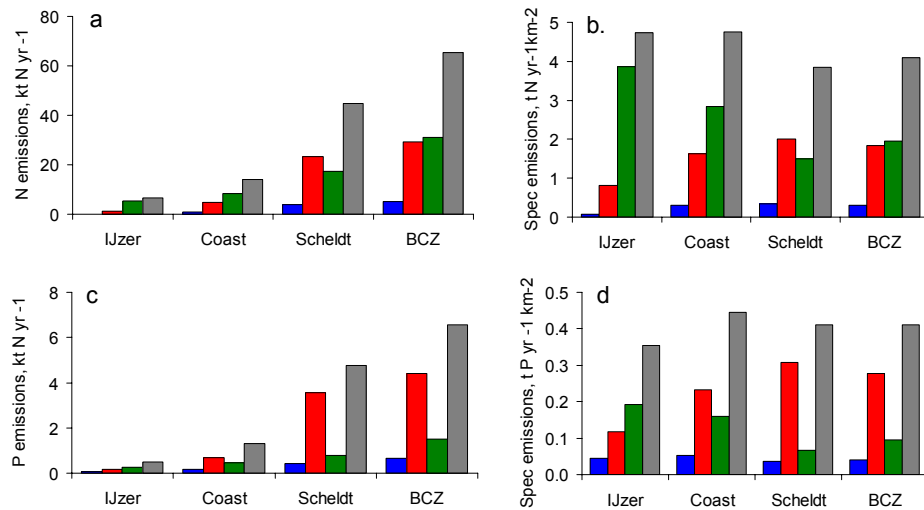 a
N emissions, kt N yr -1
80
60
40
20
0
IJzer Coast Scheldt BCZ
b.
Spec emissions, t N yr -1km-2
5
4
3
2
1
0
IJzer Coast Scheldt BCZ
c
P emissions, kt N yr -1
8
6
4
2
0
IJzer Coast Scheldt BCZ
d
Spec emissions, t P yr -1 km-2
0.5
0.4
0.3
0.2
0.1
0.0
IJzer Coast Scheldt BCZ